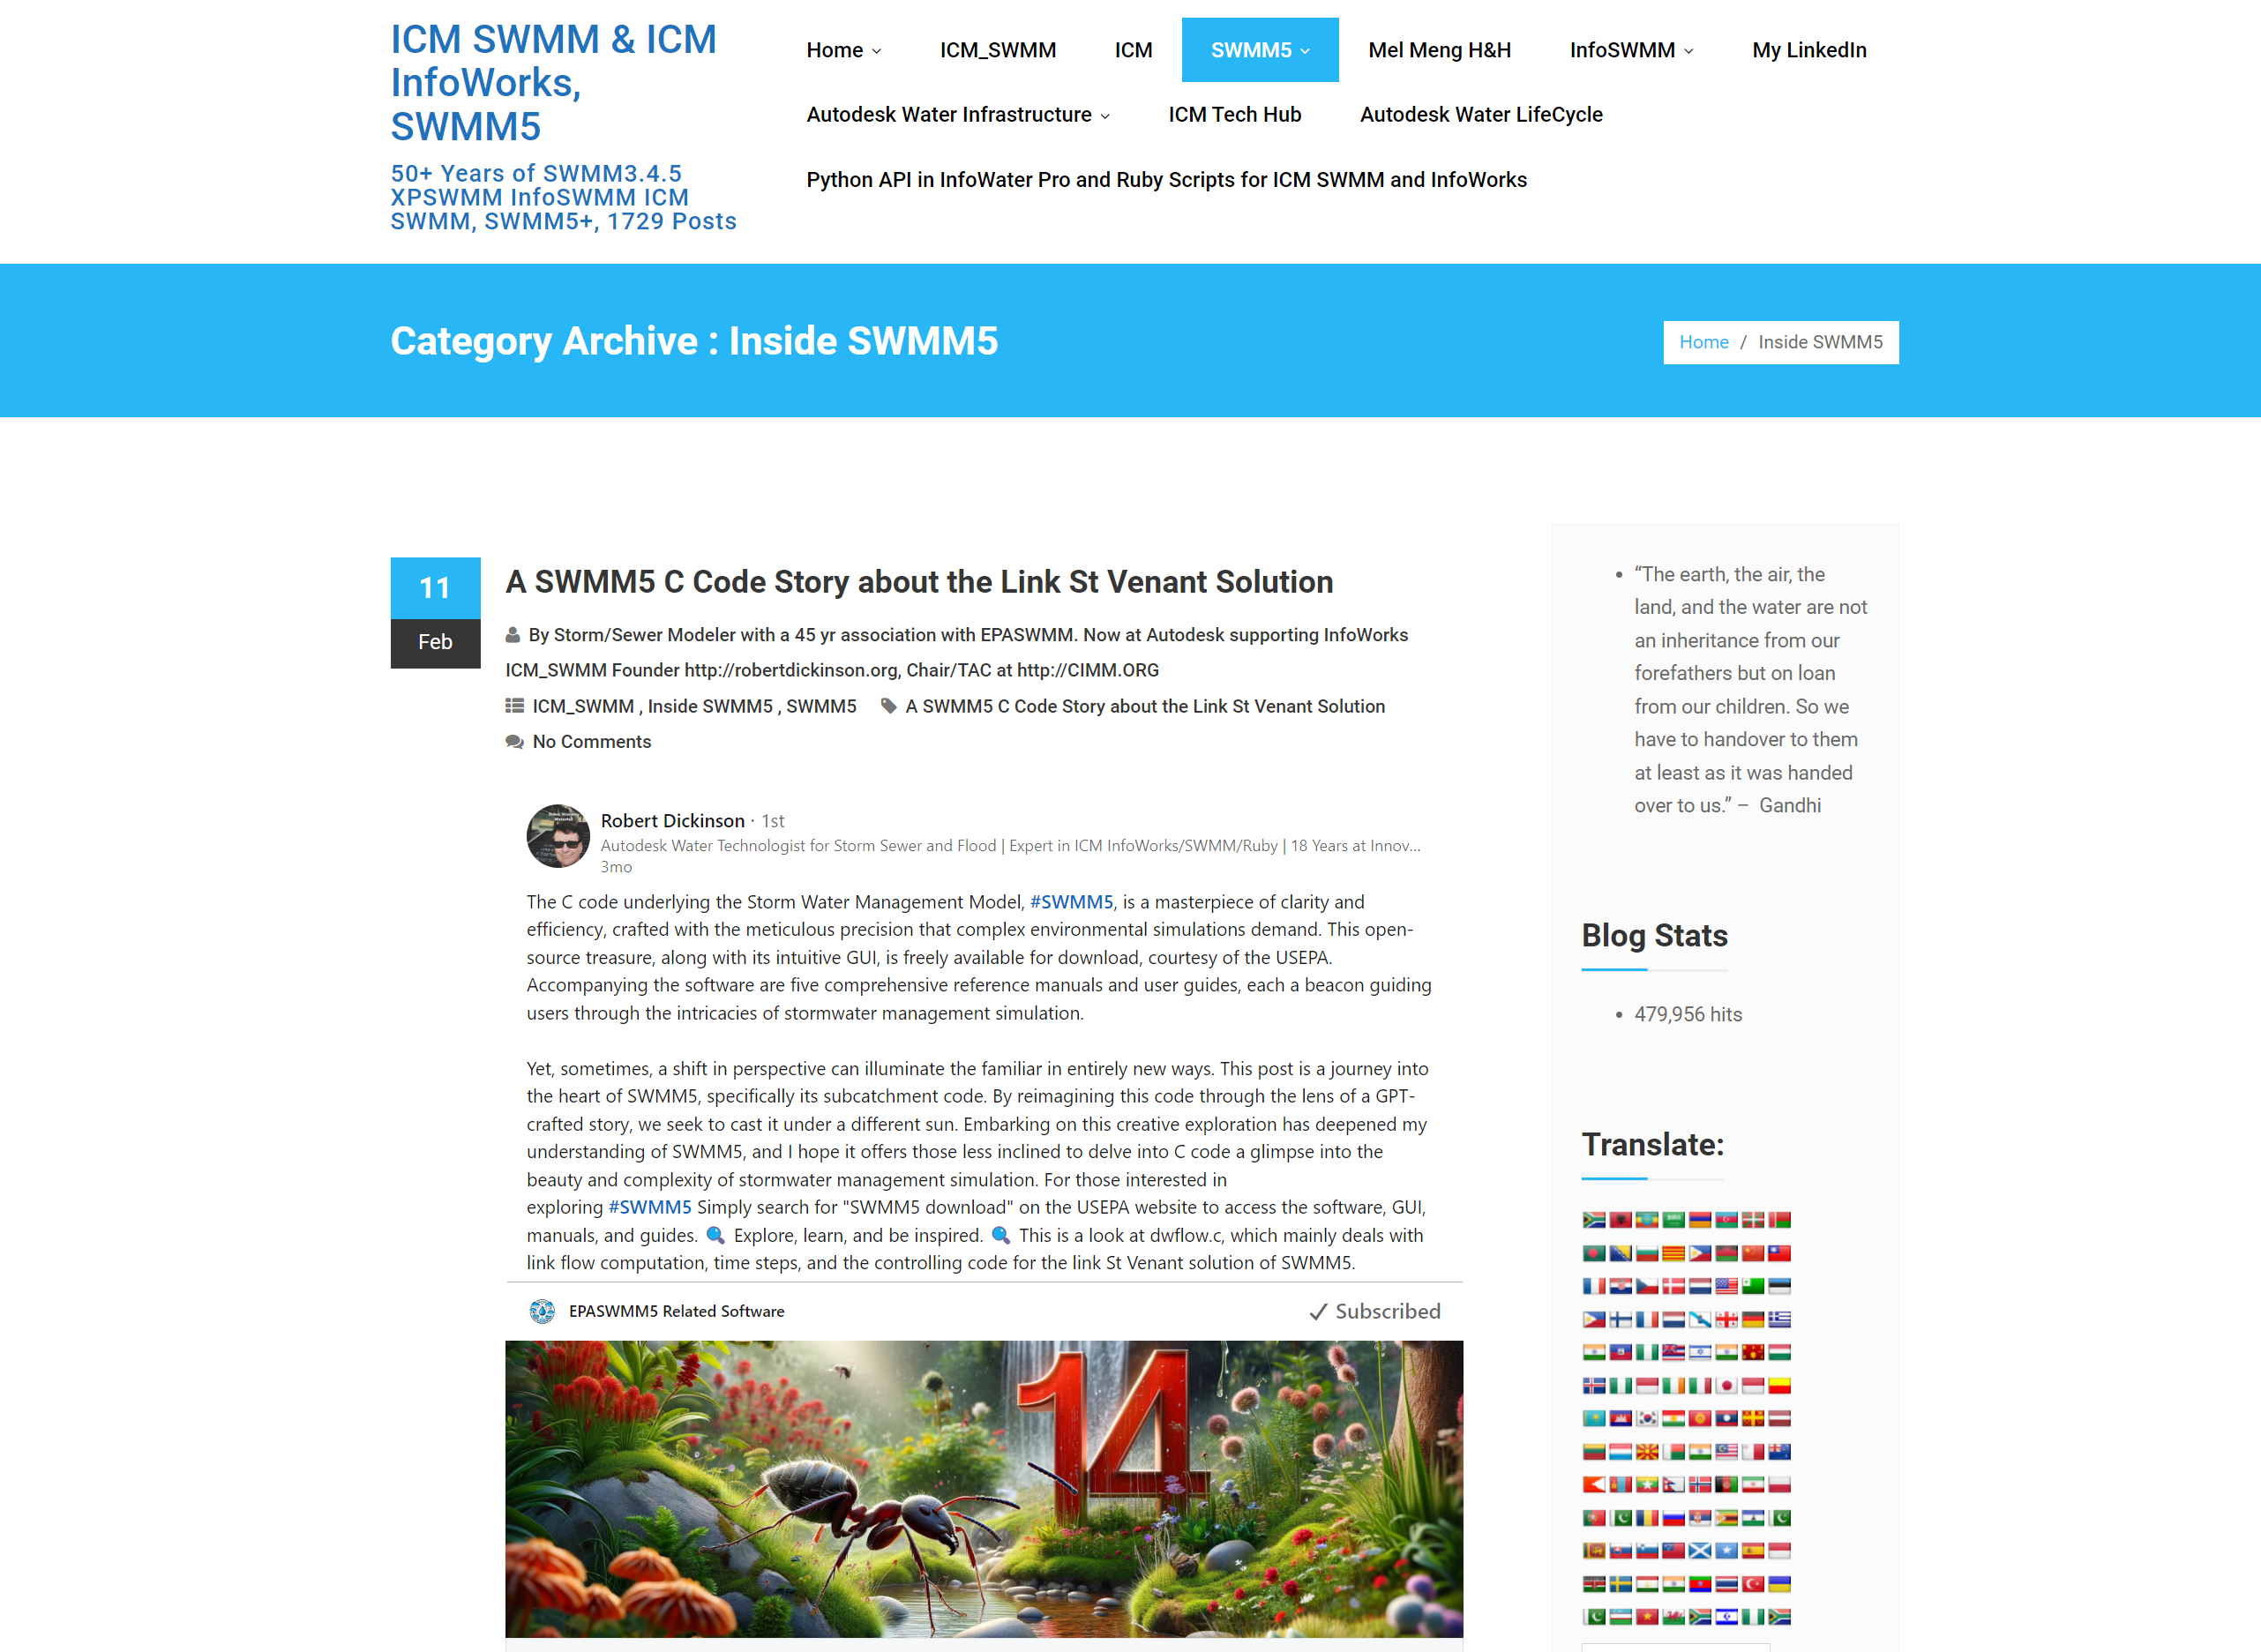 ICM SWMM & ICM
InfoWorks,
SWMM5
50+ Years of SWMM3.4.5
XPSWMM InfoSWMM ICM
SWMM, SWMM5+, 1729 Posts
Home
ICM_SWMM
ICM
SWMM5
Mel Meng H&H
InfoSWMM
My LinkedIn
Autodesk Water Infrastructure
ICM Tech Hub
Autodesk Water LifeCycle
Python API in InfoWater Pro and Ruby Scripts for ICM SWMM and InfoWorks
Category Archive : Inside SWMM5
Home / Inside SWMM5
11
Feb
A SWMM5 C Code Story about the Link St Venant Solution
By Storm/Sewer Modeler with a 45 yr association with EPASWMM. Now at Autodesk supporting InfoWorks
ICM_SWMM Founder http://robertdickinson.org, Chair/TAC at http://CIMM.ORG
ICM_SWMM , Inside SWMM5 , SWMM5 A SWMM5 C Code Story about the Link St Venant Solution
No Comments
Robert Dickinson · 1st
Autodesk Water Technologist for Storm Sewer and Flood | Expert in ICM InfoWorks/SWMM/Ruby | 18 Years at Innov...
3mo
The C code underlying the Storm Water Management Model, #SWMM5, is a masterpiece of clarity and
efficiency, crafted with the meticulous precision that complex environmental simulations demand. This open-
source treasure, along with its intuitive GUI, is freely available for download, courtesy of the USEPA.
Accompanying the software are five comprehensive reference manuals and user guides, each a beacon guiding
users through the intricacies of stormwater management simulation.
Yet, sometimes, a shift in perspective can illuminate the familiar in entirely new ways. This post is a journey into
the heart of SWMM5, specifically its subcatchment code. By reimagining this code through the lens of a GPT-
crafted story, we seek to cast it under a different sun. Embarking on this creative exploration has deepened my
understanding of SWMM5, and I hope it offers those less inclined to delve into C code a glimpse into the
beauty and complexity of stormwater management simulation. For those interested in
exploring #SWMM5 Simply search for "SWMM5 download" on the USEPA website to access the software, GUI,
manuals, and guides. 🔍 Explore, learn, and be inspired. 🔍 This is a look at dwflow.c, which mainly deals with
link flow computation, time steps, and the controlling code for the link St Venant solution of SWMM5.
EPASWMM5 Related Software
✓ Subscribed
14
• “The earth, the air, the
land, and the water are not
an inheritance from our
forefathers but on loan
from our children. So we
have to handover to them
at least as it was handed
over to us.” – Gandhi
Blog Stats
• 479,956 hits
Translate: